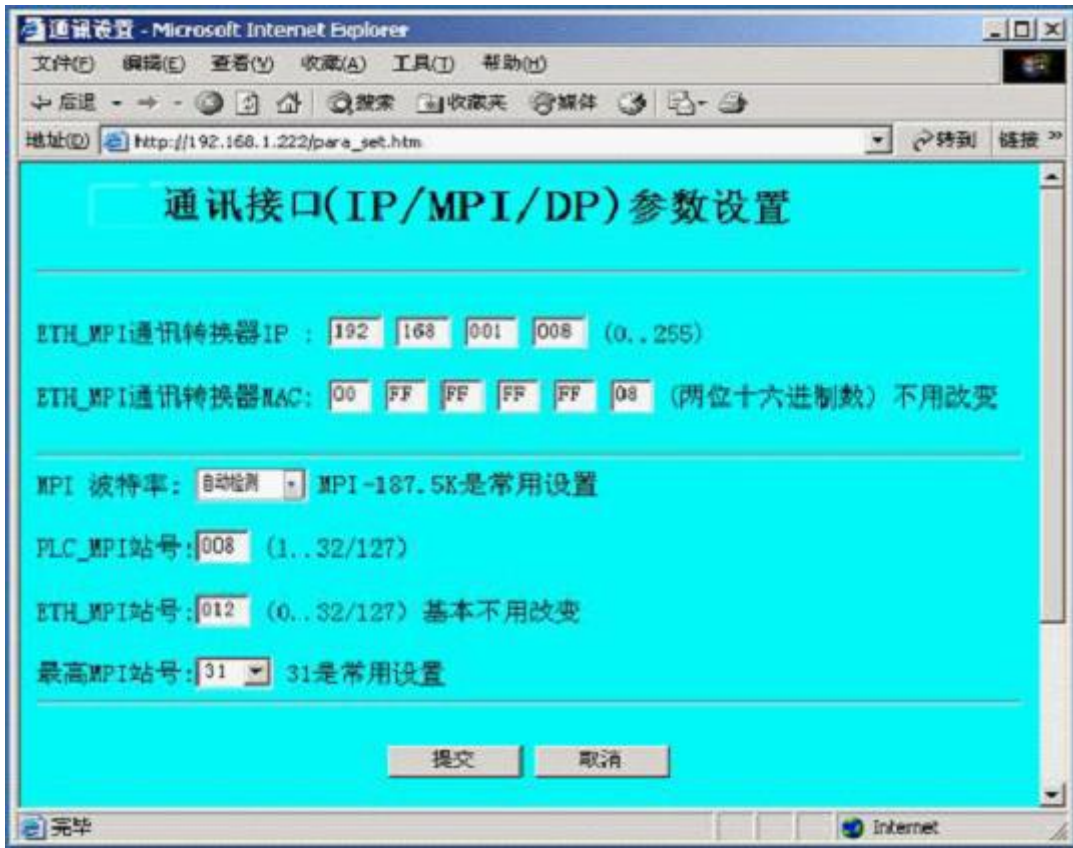 通讯设置 - Microsoft Internet Explorer
文件(F) 编辑(E) 查看(V) 收藏(A) 工具(T) 帮助(H)
后退 搜索 收藏夹 媒体
地址(D) http://192.168.1.222/para_set.htm 转到 链接 »
通讯接口(IP/MPI/DP)参数设置
ETH_MPI通讯转换器IP : 192 168 001 008 (0..255)
ETH_MPI通讯转换器MAC: 00 FF FF FF FF 08 (两位十六进制数) 不用改变
MPI 波特率: 自动检测 MPI-187.5K是常用设置
PLC_MPI站号:008 (1..32/127)
ETH_MPI站号:012 (0..32/127) 基本不用改变
最高MPI站号:31 31是常用设置
提交 取消
完毕 Internet